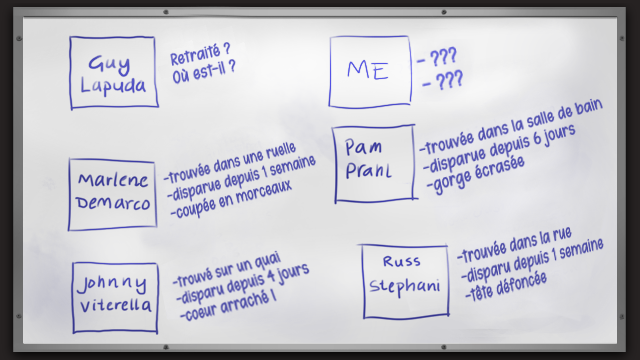 Guy
Lapuda
Retraité ?
Où est-il ?
ME
- ???
- ???
Marlene
DeMarco
-trouvée dans une ruelle
-disparue depuis 1 semaine
-coupée en morceaux
Pam
Prahl
-trouvée dans la salle de bain
-disparue depuis 6 jours
-gorge écrasée
Johnny
Viterella
-trouvé sur un quai
-disparu depuis 4 jours
-coeur arraché !
Russ
Stephani
-trouvée dans la rue
-disparu depuis 1 semaine
-tête défoncée